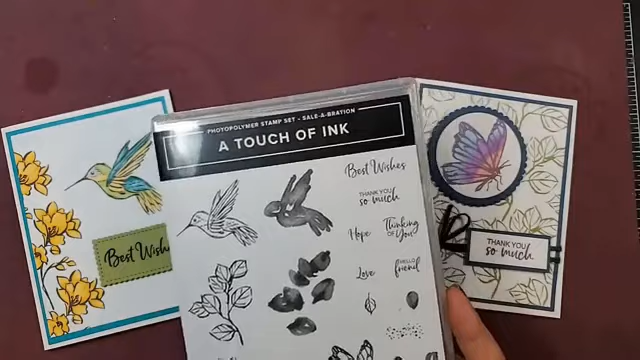 PHOTOPOLYMER STAMP SET • SALE-A-BRATION
A TOUCH OF INK
Best Wishes
THANK YOU
so much
Hope
Thinking
OF You
Love
HELLO
friend
Best Wish
THANK YOU
so much